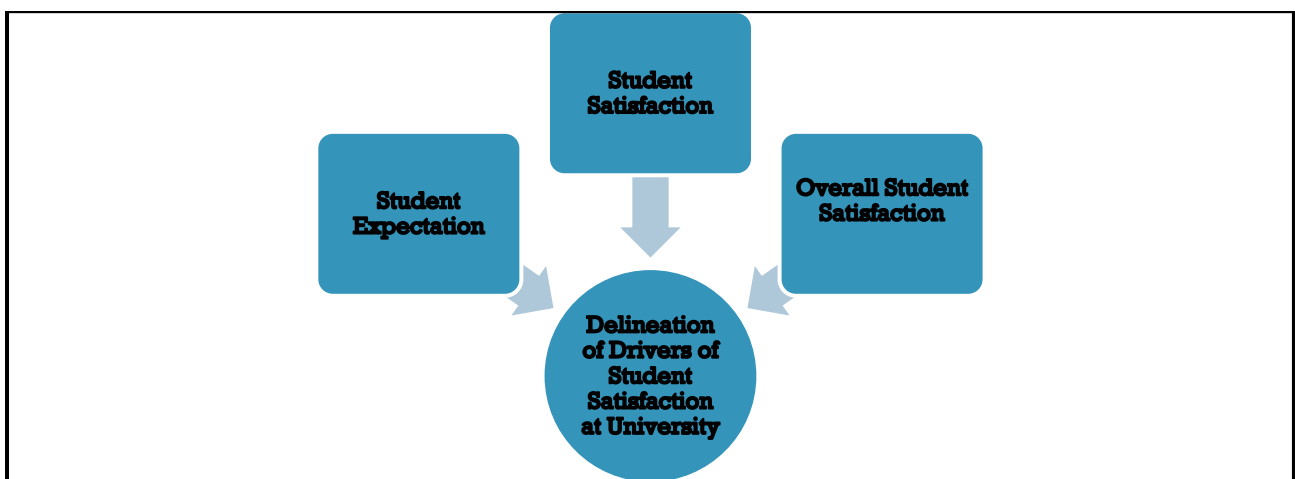 Student
Satisfaction
Student
Expectation
Overall Student
Satisfaction
Delineation
of Drivers of
Student
Satisfaction
at University